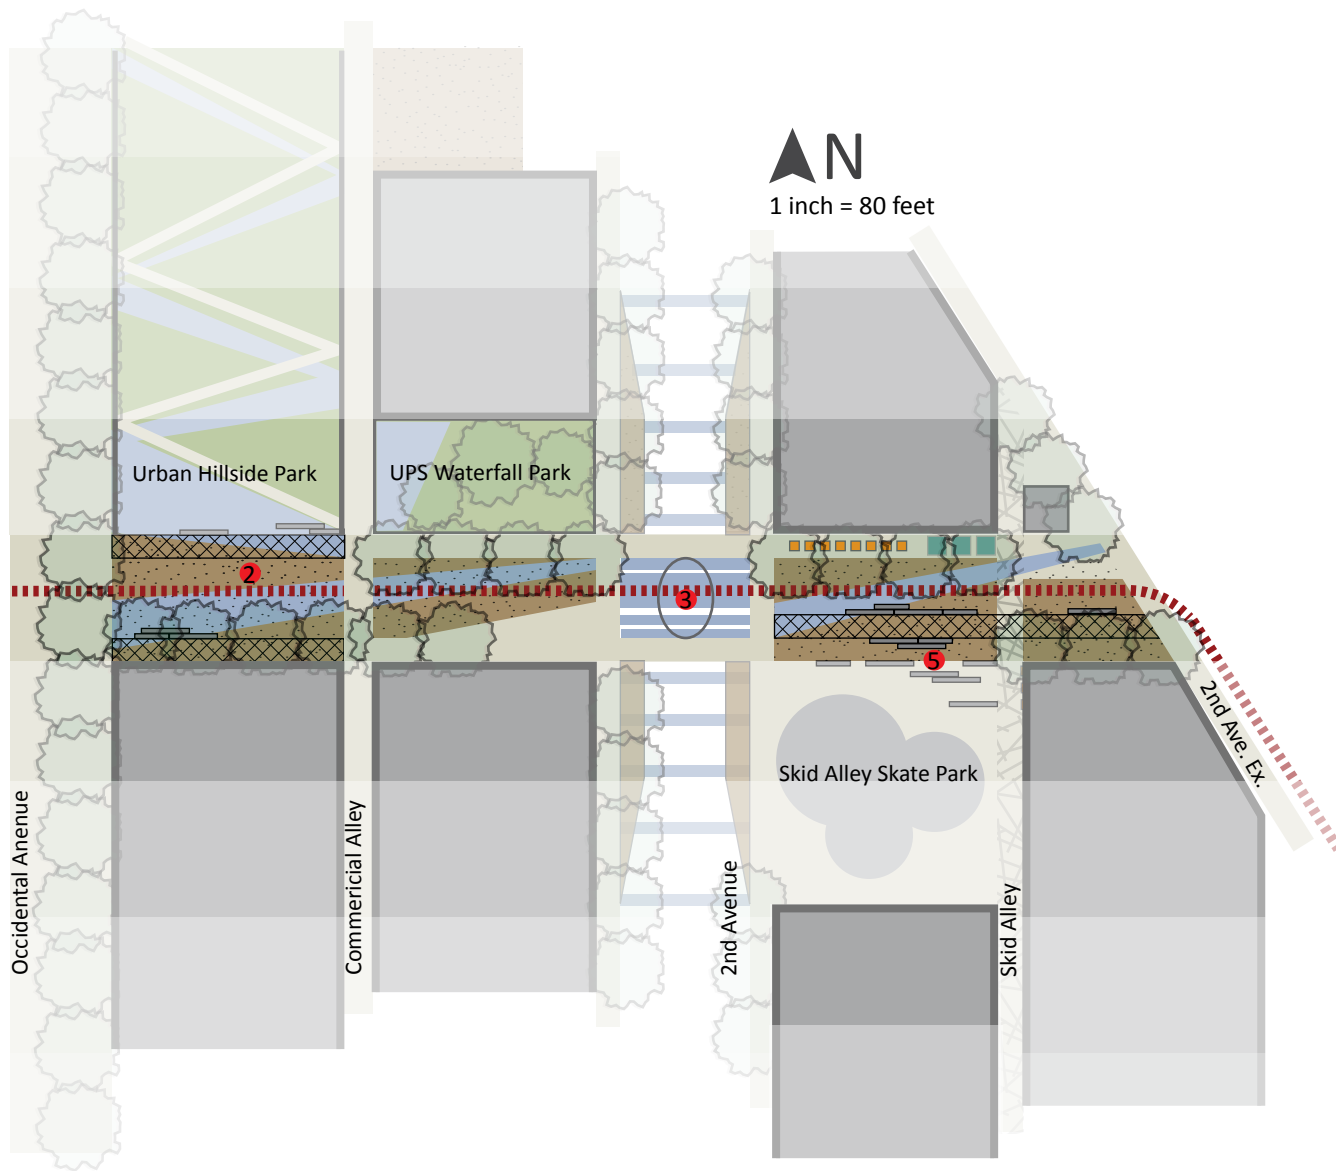 N
1 inch = 80 feet
Urban Hillside Park
UPS Waterfall Park
2
3
5
2nd Ave. Ex.
Skid Alley Skate Park
Occidental Anenue
Commericial Alley
2nd Avenue
Skid Alley